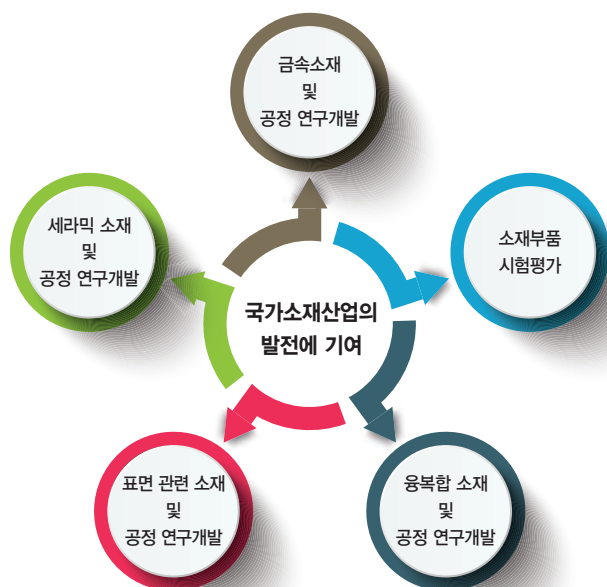 금속소재
및
공정 연구개발
세라믹 소재
및
공정 연구개발
소재부품
시험평가
국가소재산업의
발전에 기여
표면 관련 소재
및
공정 연구개발
융복합 소재
및
공정 연구개발